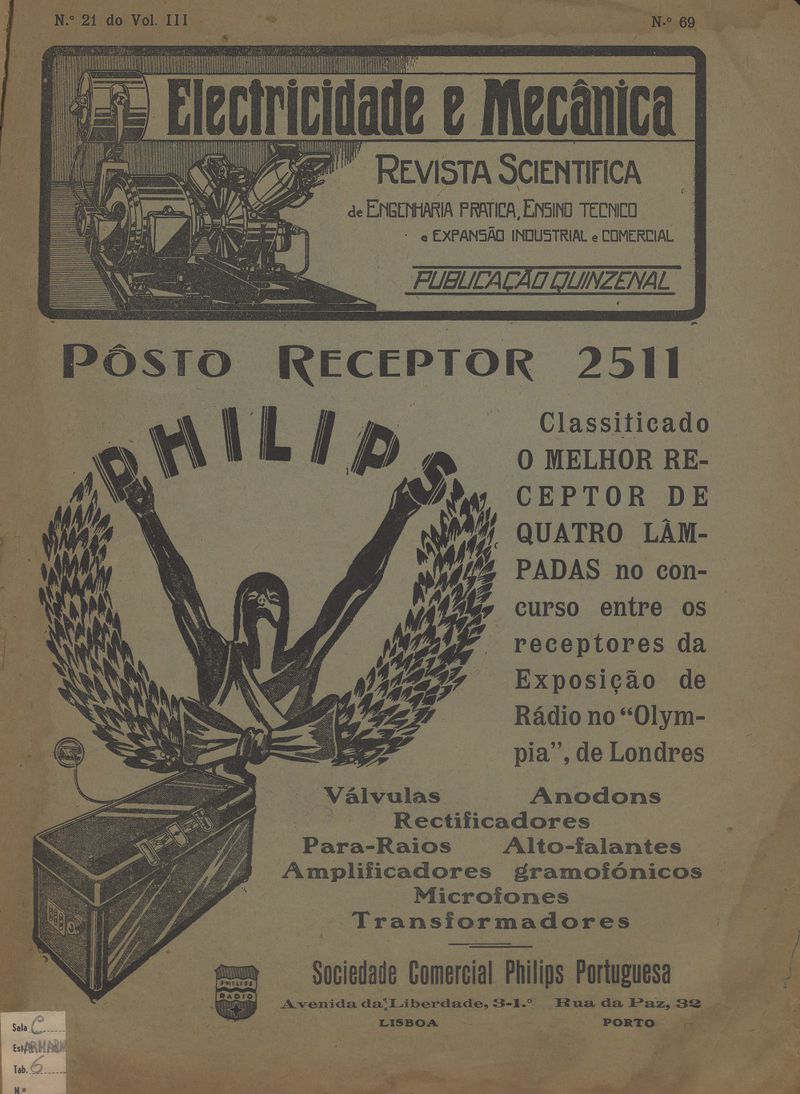 N.º 21 do Vol. III
N.º 69
Electricidade e Mecânica
REVISTA SCIENTIFICA
de ENGENHARIA PRATICA, ENSINO TECNICO
e EXPANSÃO INDUSTRIAL e COMERCIAL
PUBLICAÇÃO QUINZENAL
PÔSTO RECEPTOR 2511
PHILIPS
Classificado
O MELHOR RE-
CEPTOR DE
QUATRO LÂM-
PADAS no con-
curso entre os
receptores da
Exposição de
Rádio no “Olym-
pia”, de Londres
Válvulas Anodons
Rectificadores
Para-Raios Alto-falantes
Amplificadores gramofónicos
Microfones
Transformadores
PHILIPS
RADIO
Sociedade Comercial Philips Portuguesa
Avenida da Liberdade, 3-1.º Rua da Paz, 32
LISBOA PORTO
Sala C
Est.
Tab. 6
N.º